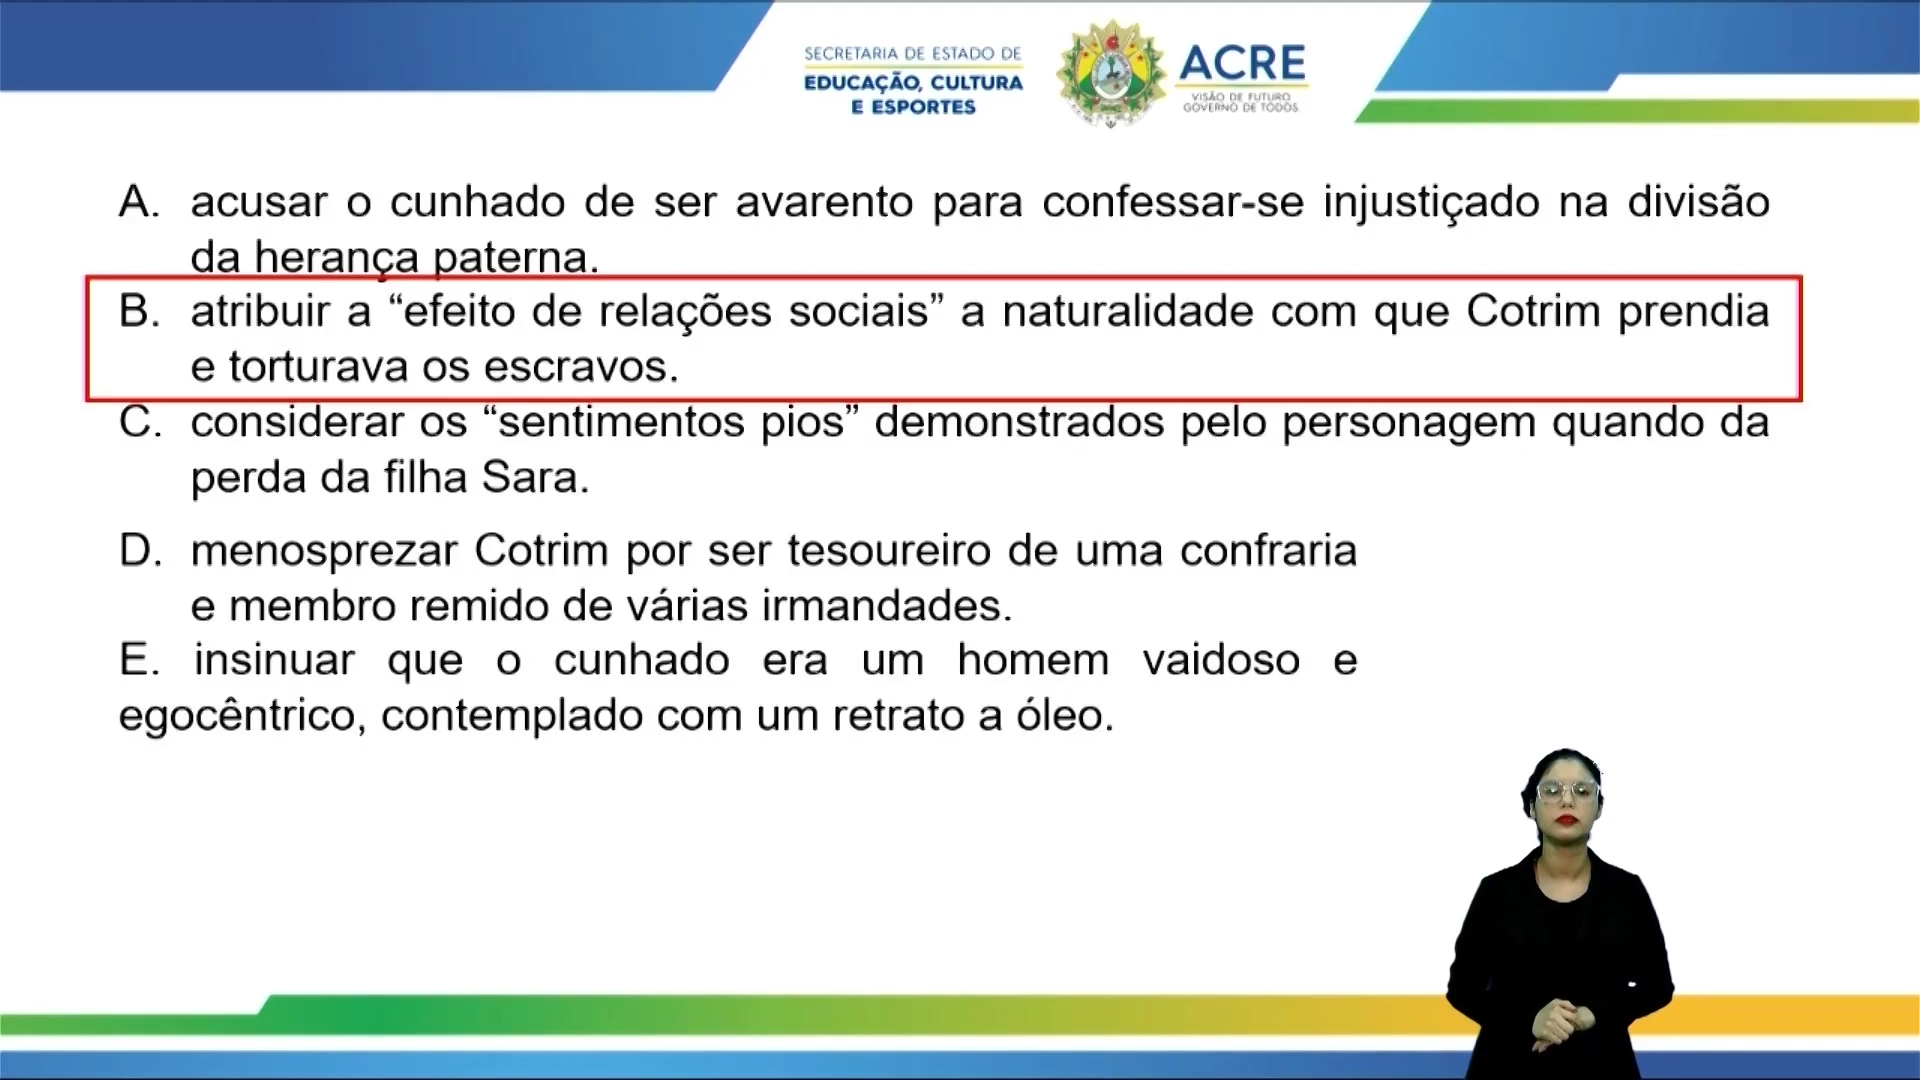 SECRETARIA DE ESTADO DE
EDUCAÇÃO, CULTURA
E ESPORTES
ACRE
VISÃO DE FUTURO
GOVERNO DE TODOS
A. acusar o cunhado de ser avarento para confessar-se injustiçado na divisão
da herança paterna.
B. atribuir a “efeito de relações sociais” a naturalidade com que Cotrim prendia
e torturava os escravos.
C. considerar os “sentimentos pios” demonstrados pelo personagem quando da
perda da filha Sara.
D. menosprezar Cotrim por ser tesoureiro de uma confraria
e membro remido de várias irmandades.
E. insinuar que o cunhado era um homem vaidoso e
egocêntrico, contemplado com um retrato a óleo.